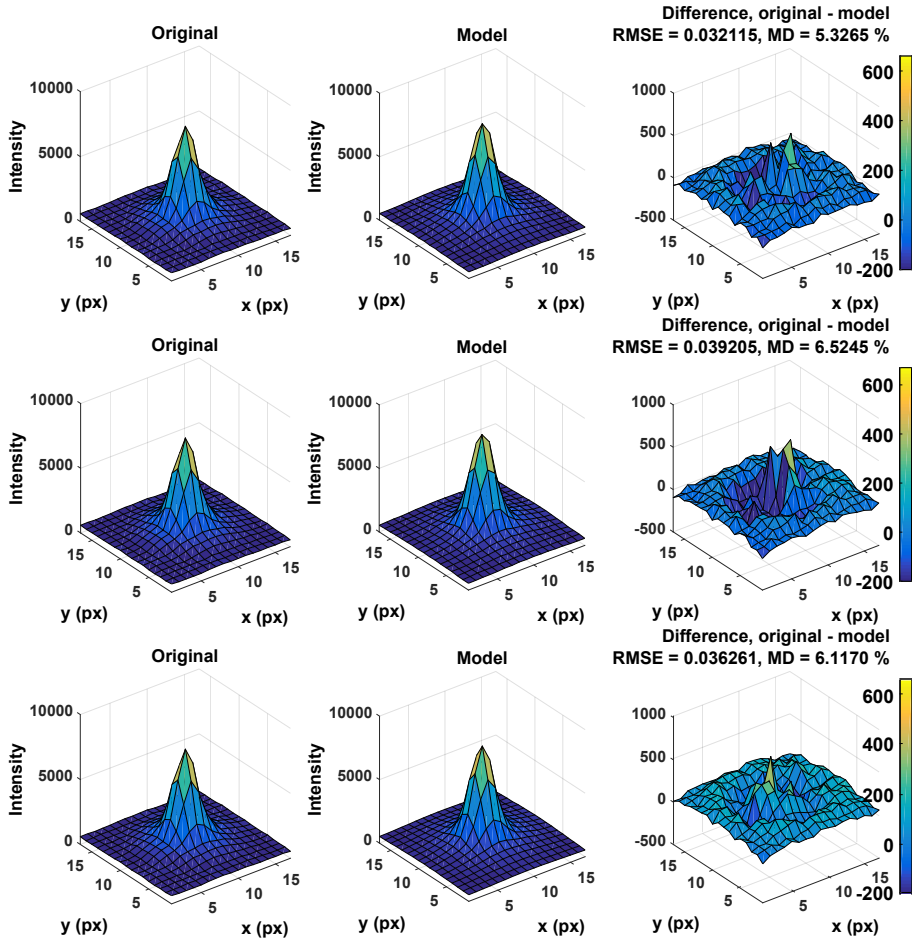 Original
Intensity
10000
5000
0
15
10
5
y (px)
5
10
15
x (px)
Model
Intensity
10000
5000
0
15
10
5
y (px)
5
10
15
x (px)
Difference, original - model
RMSE = 0.032115, MD = 5.3265 %
1000
500
0
-500
15
10
5
y (px)
5
10
15
x (px)
600
400
200
0
-200
Original
Intensity
10000
5000
0
15
10
5
y (px)
5
10
15
x (px)
Model
Intensity
10000
5000
0
15
10
5
y (px)
5
10
15
x (px)
Difference, original - model
RMSE = 0.039205, MD = 6.5245 %
1000
500
0
-500
15
10
5
y (px)
5
10
15
x (px)
600
400
200
0
-200
Original
Intensity
10000
5000
0
15
10
5
y (px)
5
10
15
x (px)
Model
Intensity
10000
5000
0
15
10
5
y (px)
5
10
15
x (px)
Difference, original - model
RMSE = 0.036261, MD = 6.1170 %
1000
500
0
-500
15
10
5
y (px)
5
10
15
x (px)
600
400
200
0
-200